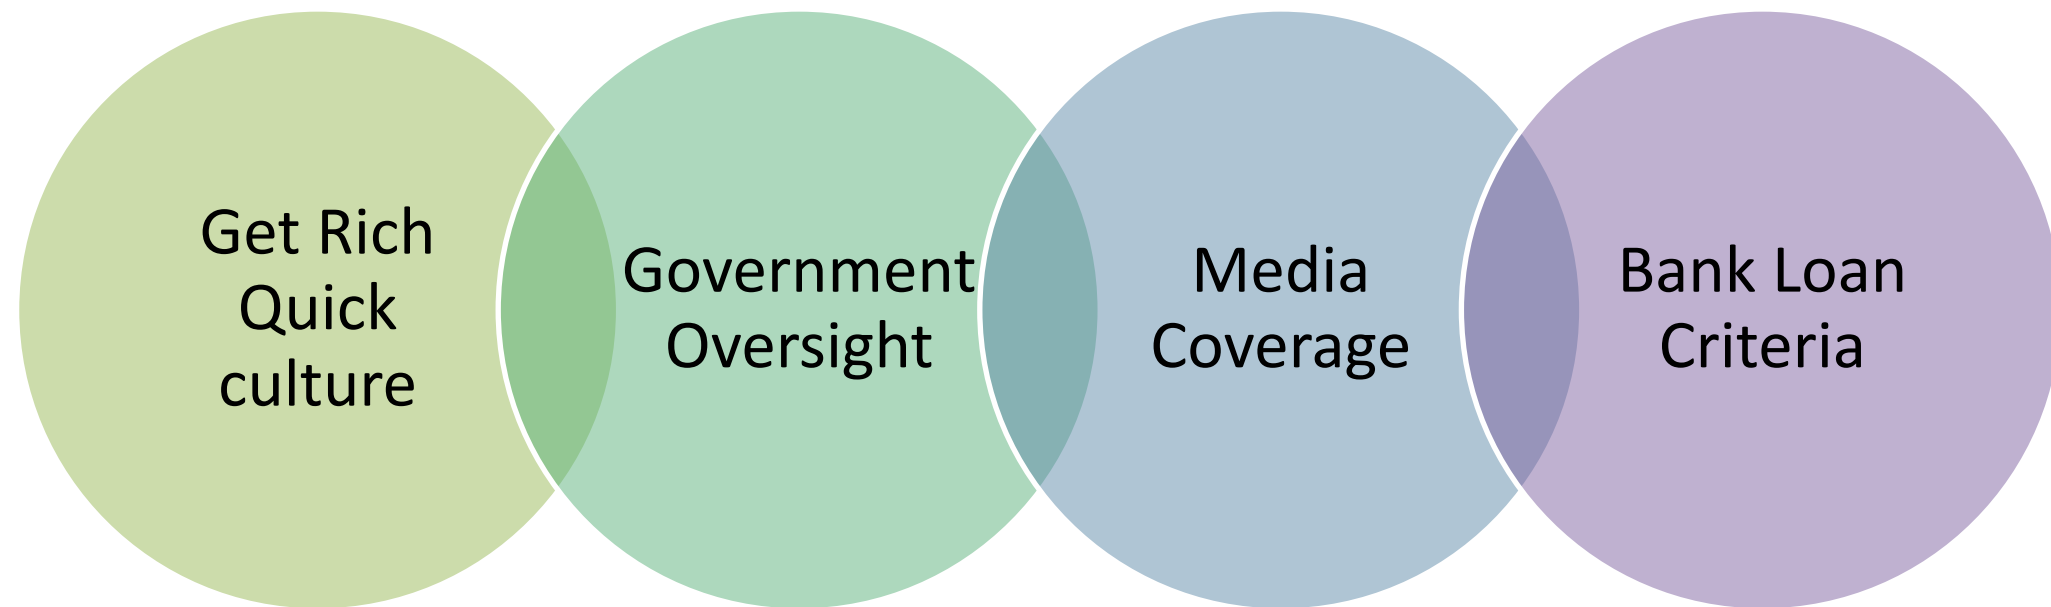 Get Rich
Quick
culture
Government
Oversight
Media
Coverage
Bank Loan
Criteria